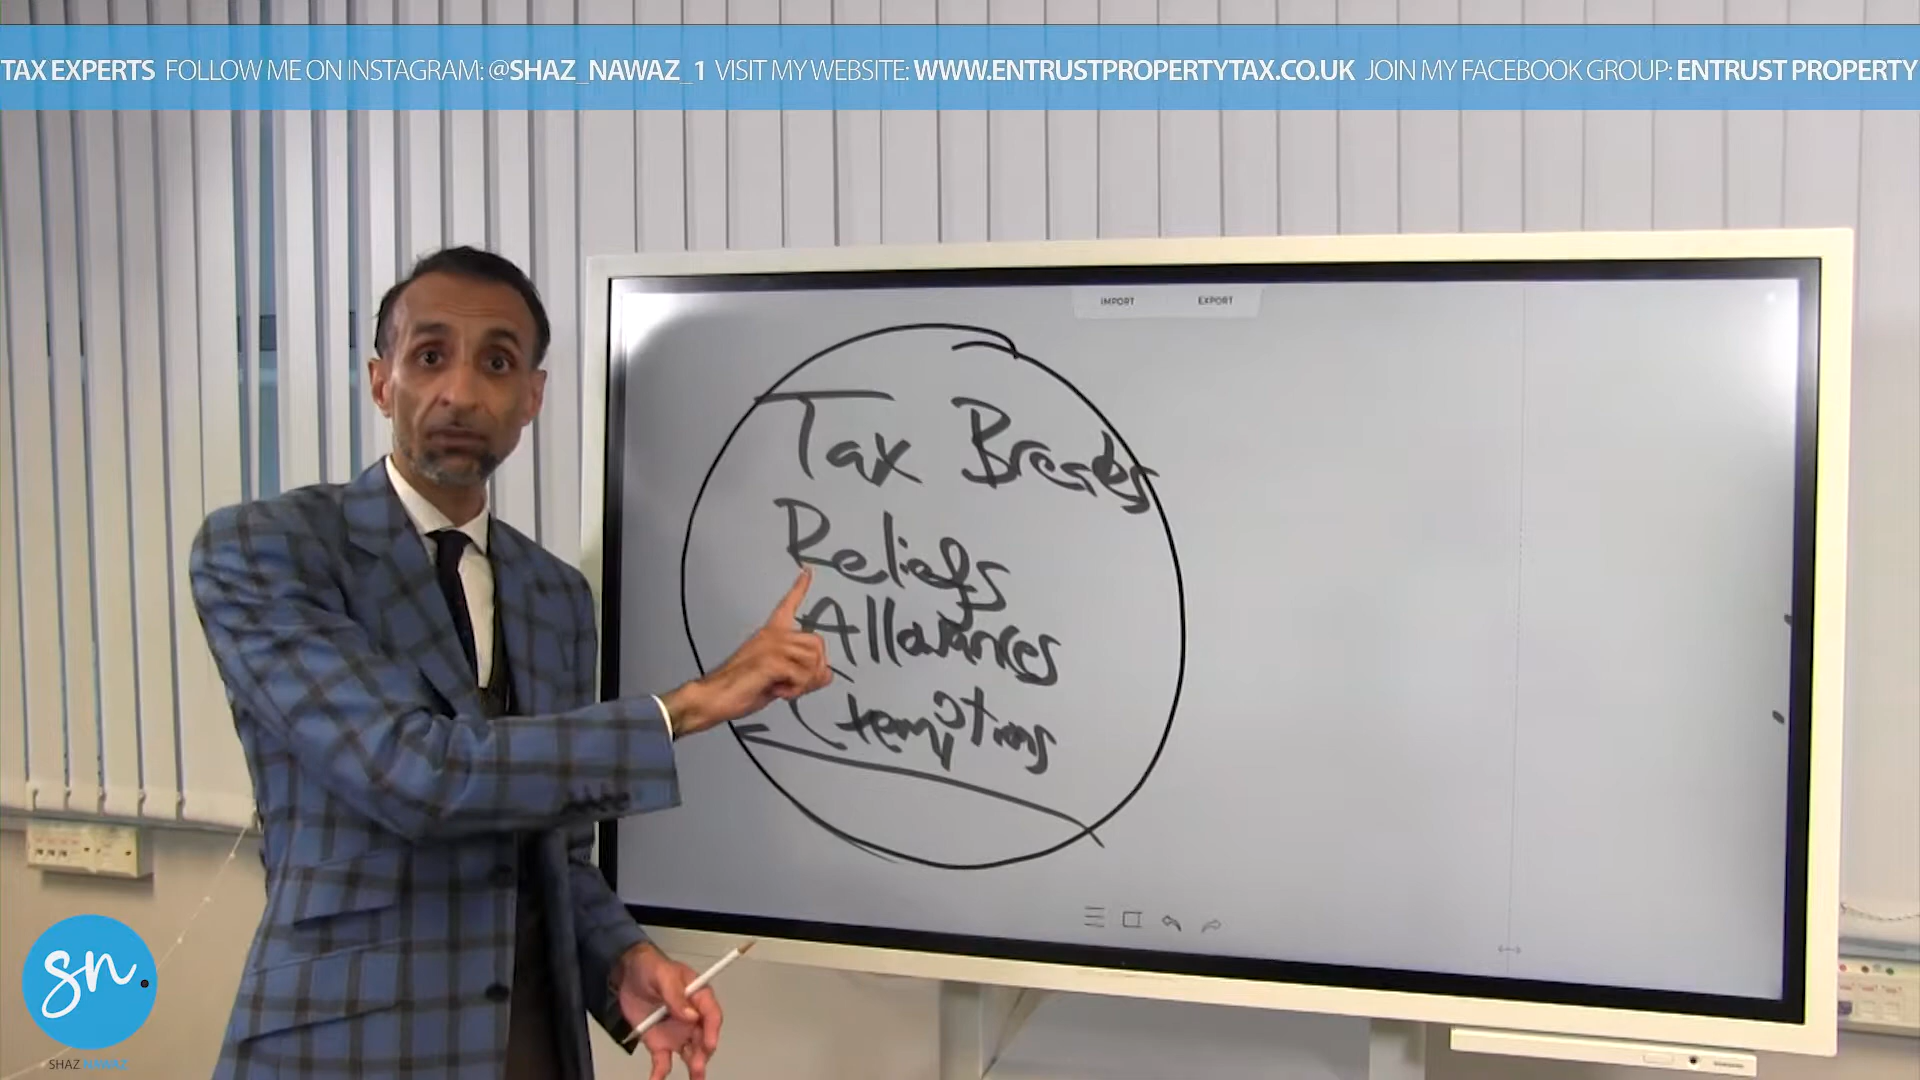 TAX EXPERTS FOLLOW ME ON INSTAGRAM: @SHAZ_NAWAZ_1 VISIT MY WEBSITE: WWW.ENTRUSTPROPERTYTAX.CO.UK JOIN MY FACEBOOK GROUP: ENTRUST PROPERTY
IMPORT EXPORT
Tax Breaks
Reliefs
Allowances
Exemptions
sn.
SHAZ NAWAZ